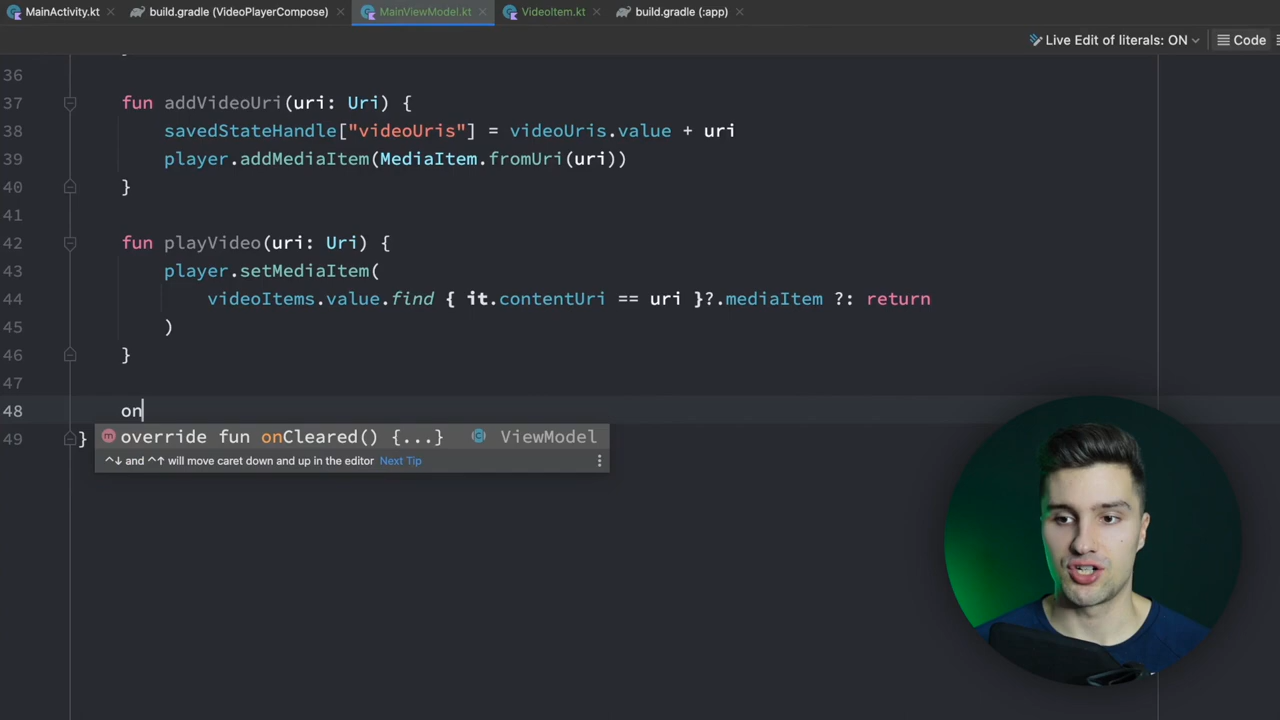 MainActivity.kt build.gradle (VideoPlayerCompose) MainViewModel.kt VideoItem.kt build.gradle (:app)
Live Edit of literals: ON Code
36
37 fun addVideoUri(uri: Uri) {
38 savedStateHandle["videoUris"] = videoUris.value + uri
39 player.addMediaItem(MediaItem.fromUri(uri))
40 }
41
42 fun playVideo(uri: Uri) {
43 player.setMediaItem(
44 videoItems.value.find { it.contentUri == uri }?.mediaItem ?: return
45 )
46 }
47
48 on
49 }
m override fun onCleared() {...} ViewModel
^↓ and ^↑ will move caret down and up in the editor Next Tip